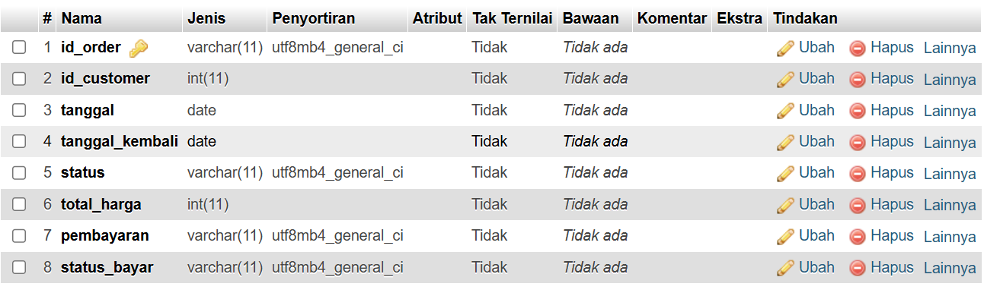 # Nama Jenis Penyortiran Atribut Tak Ternilai Bawaan Komentar Ekstra Tindakan
1 id_order varchar(11) utf8mb4_general_ci Tidak Tidak ada Ubah Hapus Lainnya
2 id_customer int(11) Tidak Tidak ada Ubah Hapus Lainnya
3 tanggal date Tidak Tidak ada Ubah Hapus Lainnya
4 tanggal_kembali date Tidak Tidak ada Ubah Hapus Lainnya
5 status varchar(11) utf8mb4_general_ci Tidak Tidak ada Ubah Hapus Lainnya
6 total_harga int(11) Tidak Tidak ada Ubah Hapus Lainnya
7 pembayaran varchar(11) utf8mb4_general_ci Tidak Tidak ada Ubah Hapus Lainnya
8 status_bayar varchar(11) utf8mb4_general_ci Tidak Tidak ada Ubah Hapus Lainnya